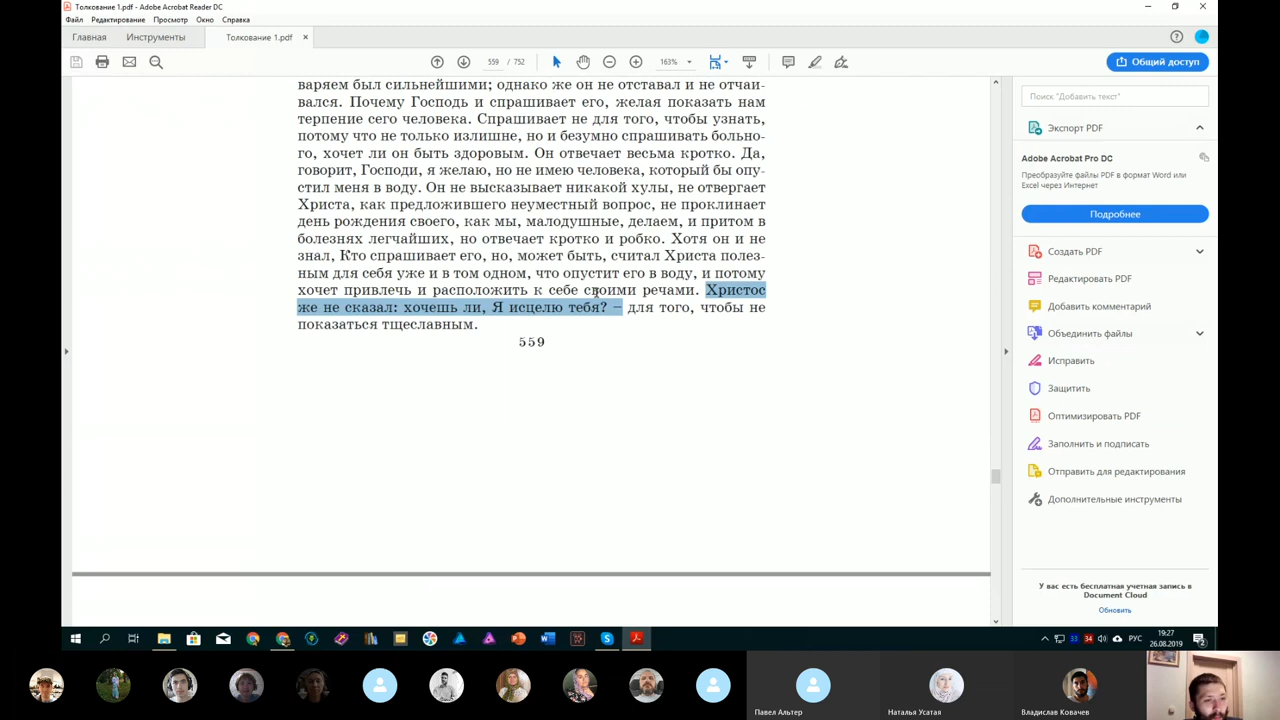 Толкование 1.pdf - Adobe Acrobat Reader DC
Файл Редактирование Просмотр Окно Справка
Главная Инструменты Толкование 1.pdf ×
559 / 752 163% Общий доступ
варяем был сильнейшими; однако же он не отставал и не отчаи-
вался. Почему Господь и спрашивает его, желая показать нам
терпение сего человека. Спрашивает не для того, чтобы узнать,
потому что не только излишне, но и безумно спрашивать больно-
го, хочет ли он быть здоровым. Он отвечает весьма кротко. Да,
говорит, Господи, я желаю, но не имею человека, который бы опу-
стил меня в воду. Он не высказывает никакой хулы, не отвергает
Христа, как предложившего неуместный вопрос, не проклинает
день рождения своего, как мы, малодушные, делаем, и притом в
болезнях легчайших, но отвечает кротко и робко. Хотя он и не
знал, Кто спрашивает его, но, может быть, считал Христа полез-
ным для себя уже и в том одном, что опустит его в воду, и потому
хочет привлечь и расположить к себе своими речами. Христос
же не сказал: хочешь ли, Я исцелю тебя? – для того, чтобы не
показаться тщеславным.
559
Поиск "Добавить текст"
Экспорт PDF
Adobe Acrobat Pro DC
Преобразуйте файлы PDF в формат Word или
Excel через Интернет
Подробнее
Создать PDF
Редактировать PDF
Добавить комментарий
Объединить файлы
Исправить
Защитить
Оптимизировать PDF
Заполнить и подписать
Отправить для редактирования
Дополнительные инструменты
У вас есть бесплатная учетная запись в
Document Cloud
Обновить
33 34 РУС 19:27
26.08.2019
Павел Альтер Наталья Усатая Владислав Ковачев